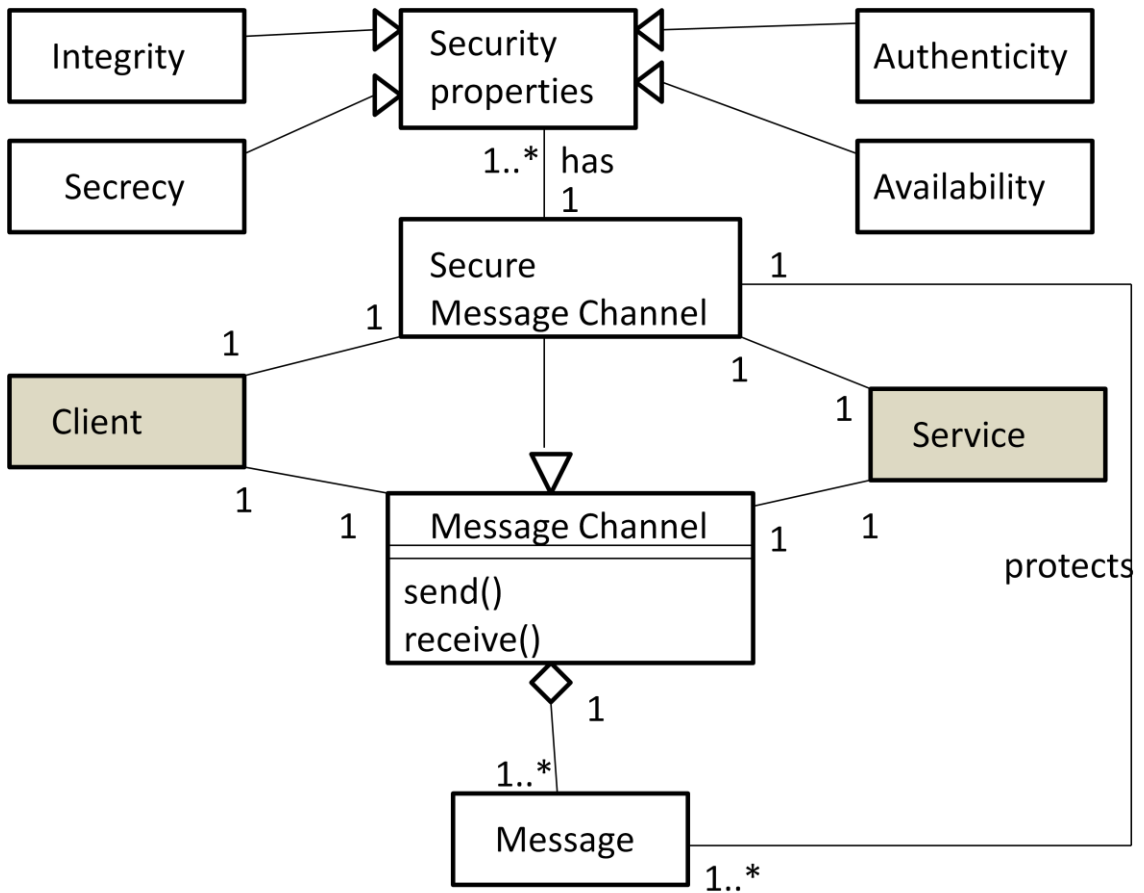 Integrity
Security
properties
Authenticity
Secrecy
1..* has
1
Availability
Secure
Message Channel
1
1
1
1
1
Client
Service
1
1
Message Channel
1
1
send()
receive()
protects
1
1..*
Message
1..*